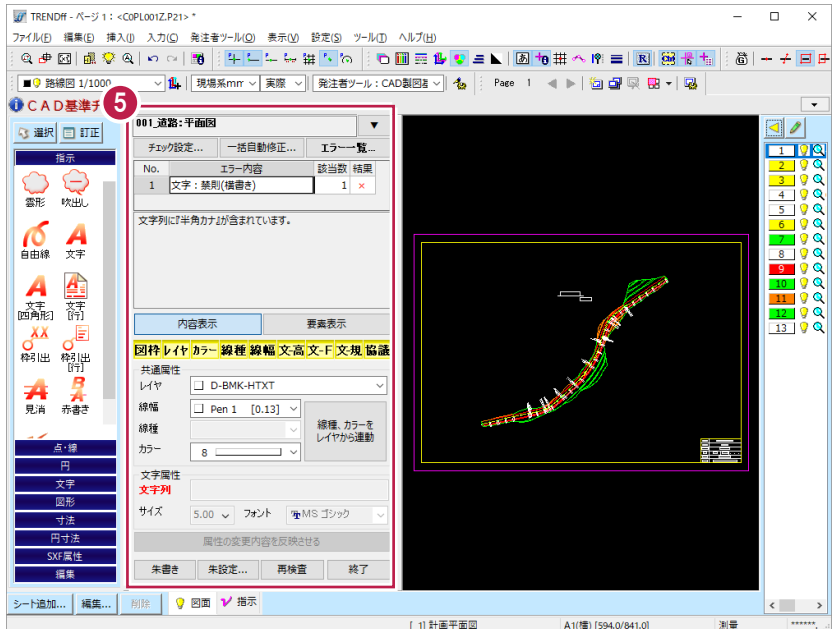 TRENDff - ページ 1： <C0PL001Z.P21> *
ファイル(F) 編集(E) 挿入(I) 入力(C) 発注者ツール(O) 表示(V) 設定(S) ツール(T) ヘルプ(H)
路線図 1/1000 現場系mm 実際 発注者ツール：CAD製図基 Page 1
CAD基準チ
5
選択 訂正
指示
雲形 吹出し
自由線 文字
文字[四角形] 文字[行]
枠引出 枠引出[行]
見消 赤書き
点・線
円
文字
図形
寸法
円寸法
SXF属性
編集
001_道路:平面図
チェック設定... 一括自動修正... エラー一覧...
No. エラー内容 該当数 結果
1 文字：禁則(横書き) 1 ×
文字列に『半角カナ』が含まれています。
内容表示 要素表示
図枠 レイヤ カラー 線種 線幅 文-高 文-F 文-規 協議
共通属性
レイヤ D-BMK-HTXT
線幅 Pen 1 [0.13]
線種
カラー 8
線種、カラーを
レイヤから連動
文字属性
文字列
サイズ 5.00 フォント MS ゴシック
属性の変更内容を反映させる
朱書き 朱設定... 再検査 終了
1
2
3
4
5
6
7
8
9
10
11
12
13
シート追加... 編集... 削除 図面 指示
[ 1] 計画平面図 A1(横) [594.0/841.0] 測量 ******,